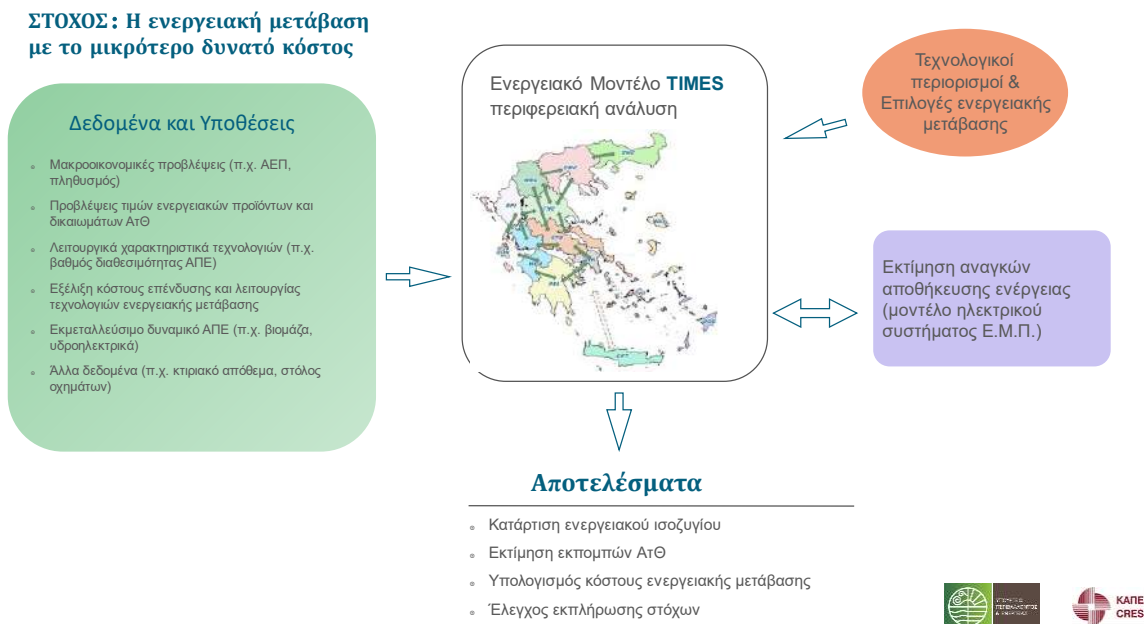 ΣΤΟΧΟΣ: Η ενεργειακή μετάβαση
με το μικρότερο δυνατό κόστος
Δεδομένα και Υποθέσεις
Μακροοικονομικές προβλέψεις (π.χ. ΑΕΠ,
πληθυσμός)
Προβλέψεις τιμών ενεργειακών προϊόντων και
δικαιωμάτων ΑτΘ
Λειτουργικά χαρακτηριστικά τεχνολογιών (π.χ.
βαθμός διαθεσιμότητας ΑΠΕ)
Εξέλιξη κόστους επένδυσης και λειτουργίας
τεχνολογιών ενεργειακής μετάβασης
Εκμεταλλεύσιμο δυναμικό ΑΠΕ (π.χ. βιομάζα,
υδροηλεκτρικά)
Άλλα δεδομένα (π.χ. κτιριακό απόθεμα, στόλος
οχημάτων)
Ενεργειακό Μοντέλο TIMES
περιφερειακή ανάλυση
Τεχνολογικοί
περιορισμοί &
Επιλογές ενεργειακής
μετάβασης
Εκτίμηση αναγκών
αποθήκευσης ενέργειας
(μοντέλο ηλεκτρικού
συστήματος Ε.Μ.Π.)
Αποτελέσματα
Κατάρτιση ενεργειακού ισοζυγίου
Εκτίμηση εκπομπών ΑτΘ
Υπολογισμός κόστους ενεργειακής μετάβασης
Έλεγχος εκπλήρωσης στόχων
ΥΠΟΥΡΓΕΙΟ
ΠΕΡΙΒΑΛΛΟΝΤΟΣ
& ΕΝΕΡΓΕΙΑΣ
ΚΑΠΕ
CRES